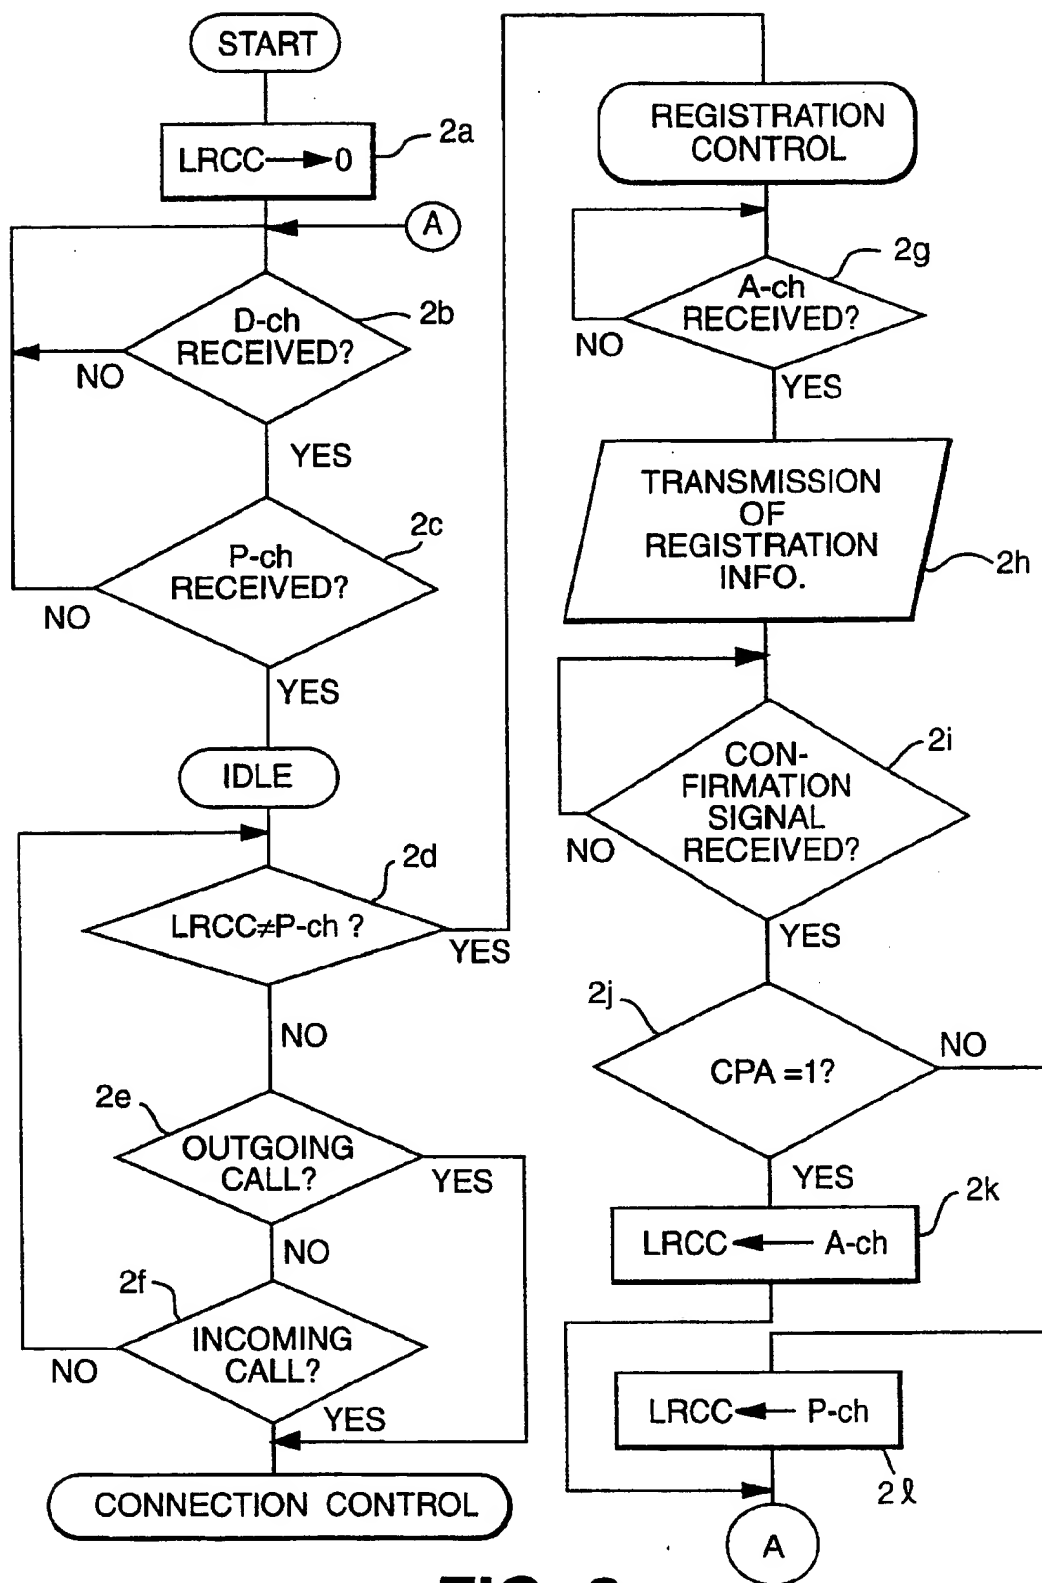 START
LRCC → 0
2a
A
D-ch
RECEIVED?
2b
NO
YES
P-ch
RECEIVED?
2c
NO
YES
IDLE
LRCC≠P-ch ?
2d
YES
NO
2e
OUTGOING
CALL?
YES
NO
2f
INCOMING
CALL?
NO
YES
CONNECTION CONTROL
REGISTRATION
CONTROL
A-ch
RECEIVED?
2g
NO
YES
TRANSMISSION
OF
REGISTRATION
INFO.
2h
CON-
FIRMATION
SIGNAL
RECEIVED?
2i
NO
YES
2j
CPA =1?
NO
YES
2k
LRCC ← A-ch
LRCC ← P-ch
2ℓ
A